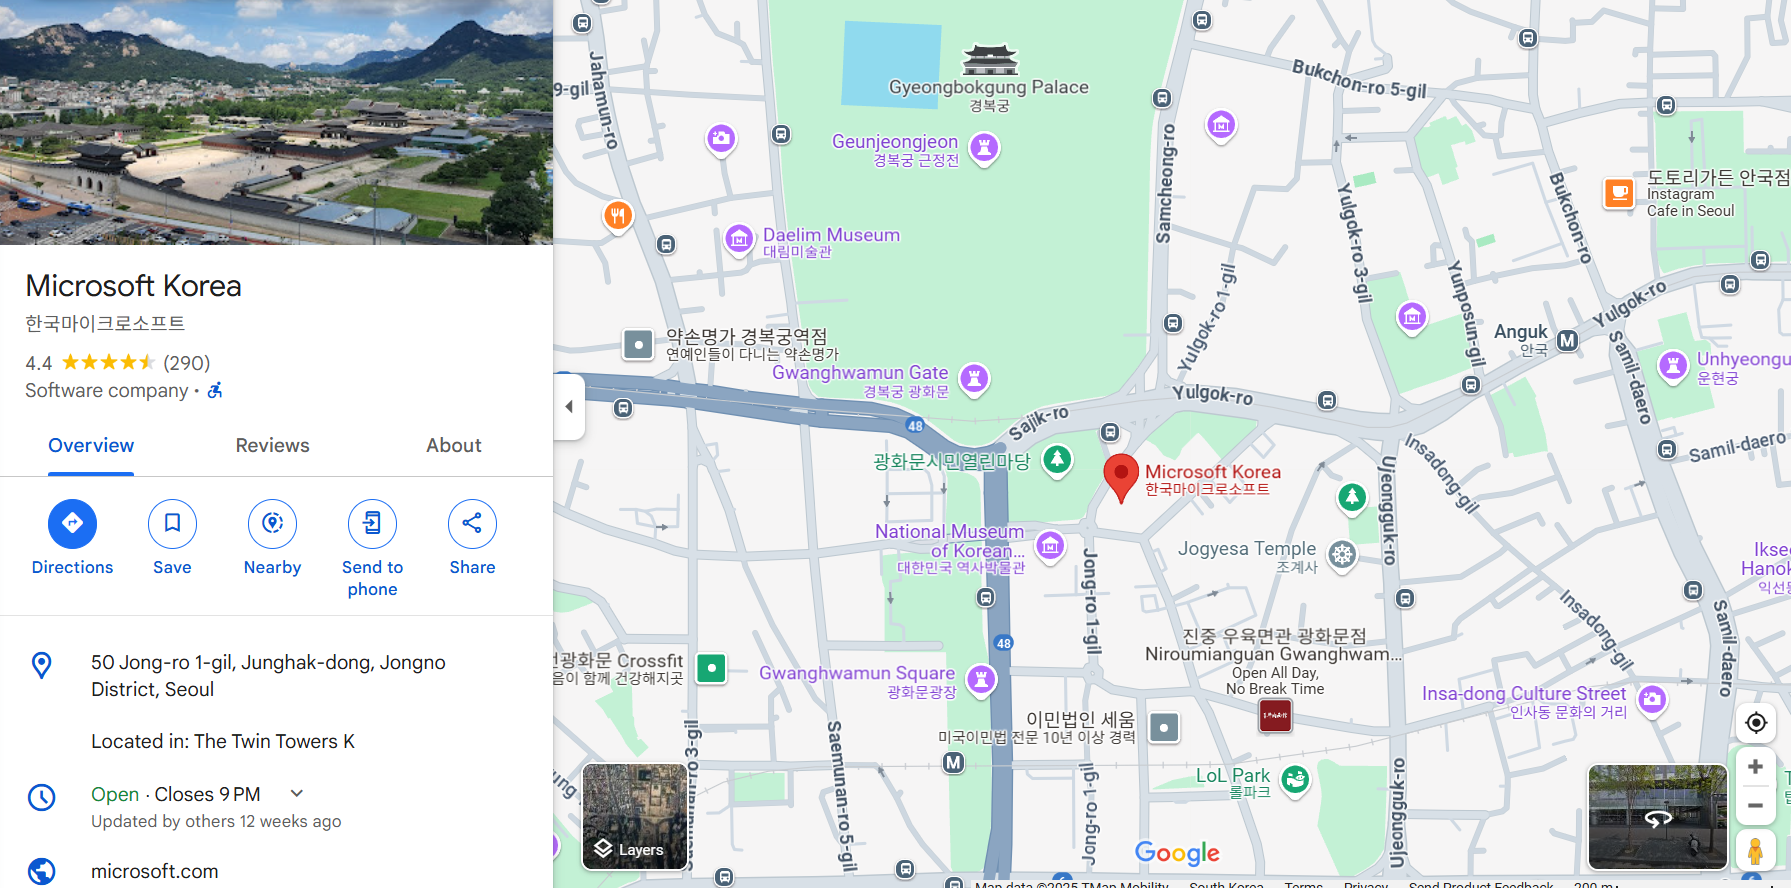 Microsoft Korea
한국마이크로소프트
4.4 (290)
Software company ·
Overview
Reviews
About
Directions
Save
Nearby
Send to
phone
Share
50 Jong-ro 1-gil, Junghak-dong, Jongno
District, Seoul
Located in: The Twin Towers K
Open · Closes 9 PM
Updated by others 12 weeks ago
microsoft.com
9-gil
Jahamun-ro
Gyeongbokgung Palace
경복궁
Geunjeongjeon
경복궁 근정전
Bukchon-ro 5-gil
Samcheong-ro
Yulgok-ro 3-gil
Bukchon-ro
도토리가든 안국점
Instagram
Cafe in Seoul
Daelim Museum
대림미술관
Yulgok-ro 1-gil
Yunposun-gil
Yulgok-ro
Anguk
안국
M
Samil-daero
Unhyeongu
운현궁
약손명가 경복궁역점
연예인들이 다니는 약손명가
Gwanghwamun Gate
경복궁 광화문
Yulgok-ro
Sajik-ro
48
광화문시민열린마당
Microsoft Korea
한국마이크로소프트
Insadong-gil
Samil-daero
Ujeongguk-ro
National Museum
of Korean...
대한민국 역사박물관
Jogyesa Temple
조계사
Jong-ro 1-gil
Ikse
Hanok
익선동
Insadong-gil
Samil-daero
48
진중 우육면관 광화문점
Niroumianguan Gwanghwam...
Open All Day,
No Break Time
광화문 Crossfit
음이 함께 건강해지곳
Gwanghwamun Square
광화문광장
Insa-dong Culture Street
인사동 문화의 거리
이민법인 세움
미국이민법 전문 10년 이상 경력
M
Saemunan-ro 5-gil
LoL Park
롤파크
Jong-ro 1-gil
Ujeongguk-ro
Layers
Google
Map data ©2025 TMap Mobility
South Korea
Terms
Privacy
Send Product Feedback
200 m